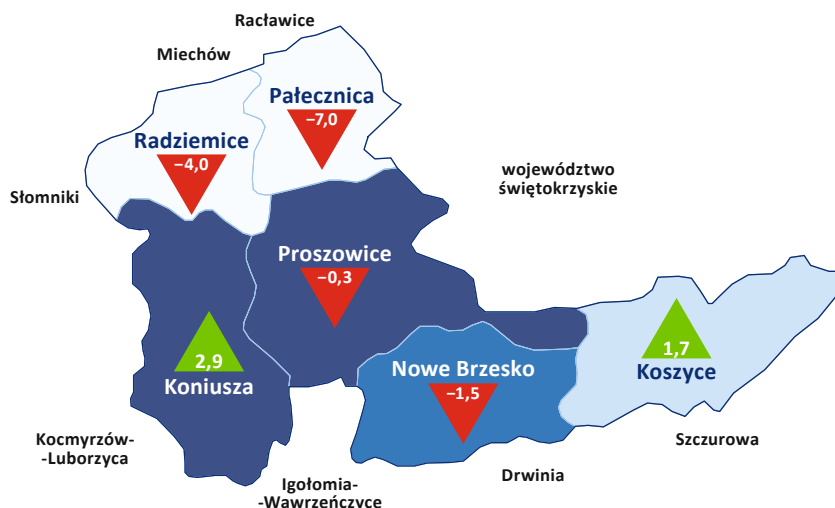 Racławice
Miechów
Pałecznica
−7,0
Radziemice
−4,0
województwo
świętokrzyskie
Słomniki
Proszowice
−0,3
2,9
Koniusza
1,7
Koszyce
Nowe Brzesko
−1,5
Kocmyrzów-
-Luborzyca
Szczurowa
Drwinia
Igołomia-
-Wawrzeńczyce